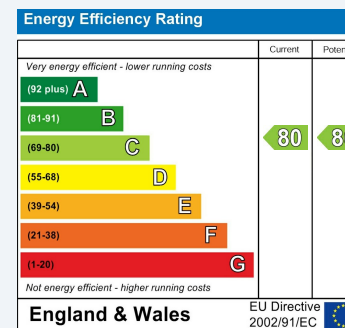 Energy Efficiency Rating
Current
Very energy efficient - lower running costs
(92 plus) A
(81-91) B
(69-80) C
80
(55-68) D
(39-54) E
(21-38) F
(1-20) G
Not energy efficient - higher running costs
England & Wales
EU Directive
2002/91/EC